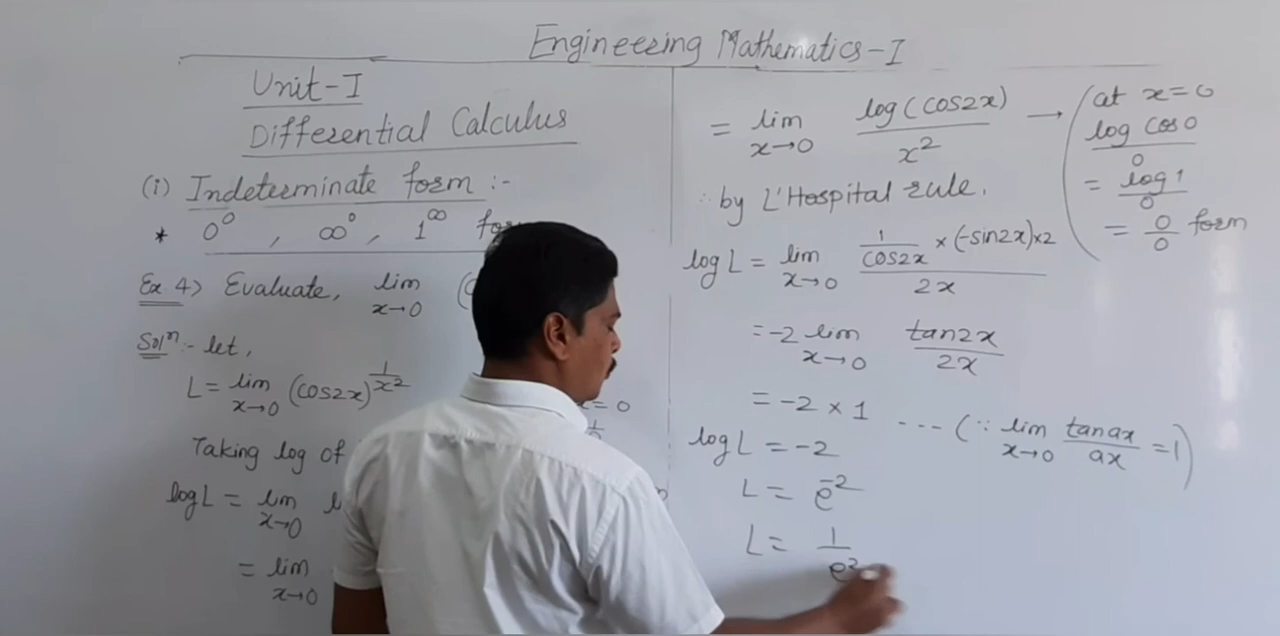 Engineering Mathematics-I
Unit-I
Differential Calculus
(i) Indeterminate form :-
* 0⁰ , ∞⁰ , 1^∞
Ex 4> Evaluate, lim x→0 (
Solⁿ:- let,
L = lim x→0 (cos2x)^(1/x²)
= 0
Taking log of
log L = lim x→0
= lim x→0
= lim x→0 log(cos2x)/x² → (at x=0
log cos0/0
= log1/0
= 0/0 form
∴ by L'Hospital rule.
log L = lim x→0 (1/cos2x × (-sin2x)×2)/2x
= -2 lim x→0 tan2x/2x
= -2 × 1 --- (∵ lim x→0 tan ax/ax = 1)
log L = -2
L = e^-2
L = 1/e²